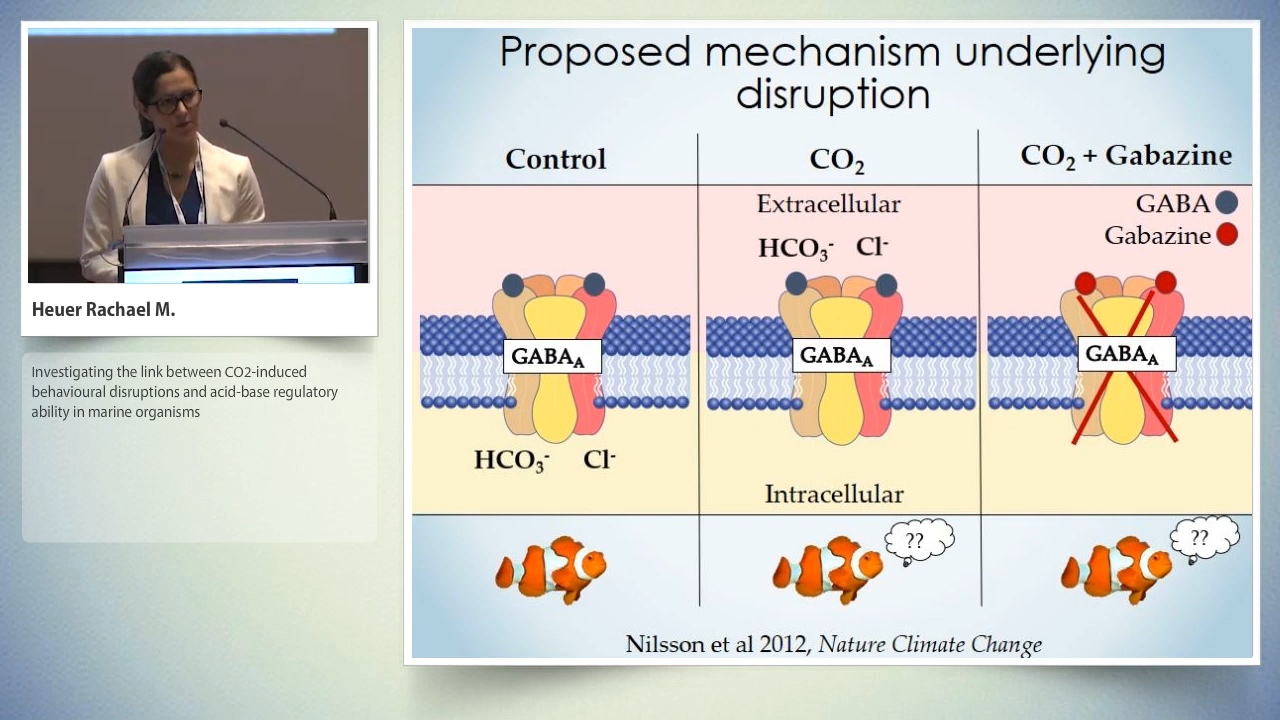 Heuer Rachael M.
Investigating the link between CO2-induced
behavioural disruptions and acid-base regulatory
ability in marine organisms
Proposed mechanism underlying
disruption
Control
CO₂
CO₂ + Gabazine
Extracellular
HCO₃⁻ Cl⁻
GABA
Gabazine
GABA_A
GABA_A
GABA_A
HCO₃⁻ Cl⁻
Intracellular
??
??
Nilsson et al 2012, Nature Climate Change